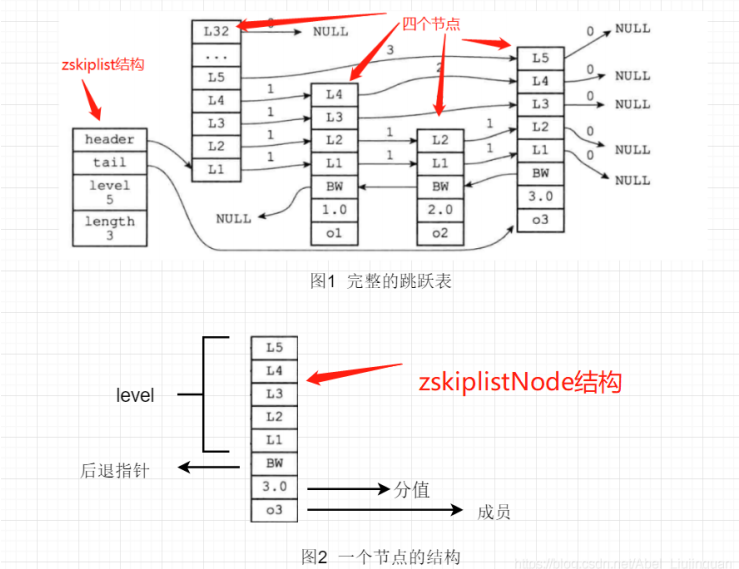 zskiplist结构
四个节点
header
tail
level
5
length
3
L32
...
L5
L4
L3
L2
L1
0
NULL
3
1
1
1
1
L4
L3
L2
L1
BW
1.0
o1
NULL
2
1
1
L2
L1
BW
2.0
o2
1
1
L5
L4
L3
L2
L1
BW
3.0
o3
0
NULL
0
NULL
0
NULL
0
NULL
0
NULL
图1 完整的跳跃表
level
L5
L4
L3
L2
L1
BW
3.0
o3
zskiplistNode结构
后退指针
分值
成员
图2 一个节点的结构
https://blog.csdn.net/Abel_Liulinquan